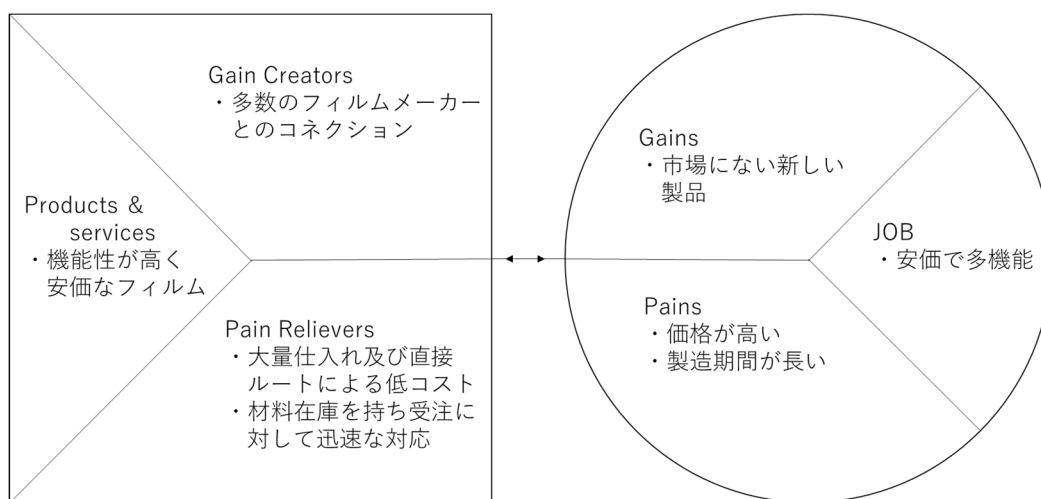 Gain Creators
・多数のフィルムメーカー
とのコネクション
Products &
services
・機能性が高く
安価なフィルム
Pain Relievers
・大量仕入れ及び直接
ルートによる低コスト
・材料在庫を持ち受注に
対して迅速な対応
Gains
・市場にない新しい
製品
JOB
・安価で多機能
Pains
・価格が高い
・製造期間が長い